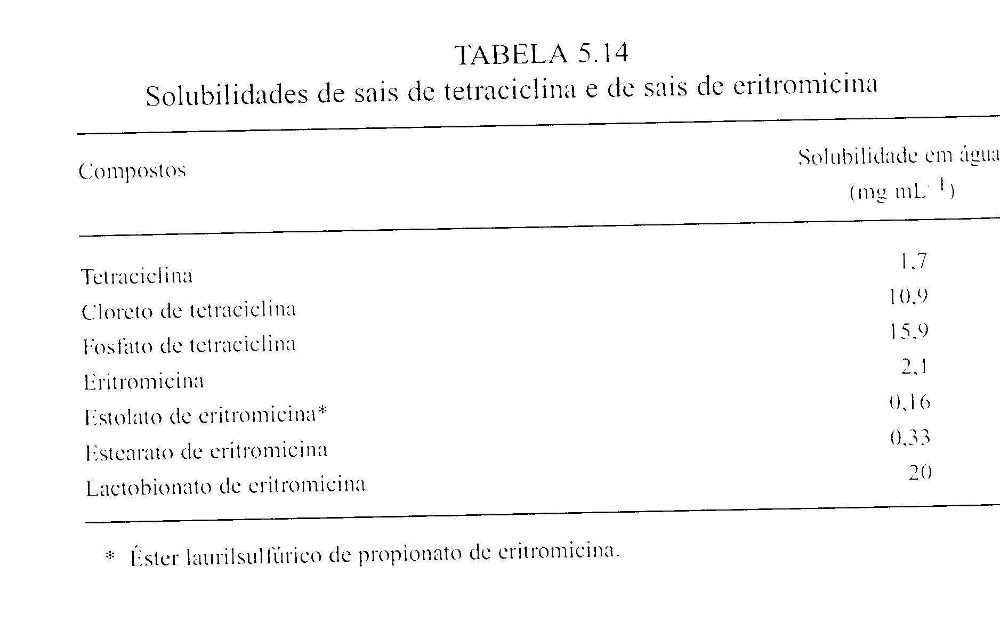 TABELA 5.14
Solubilidades de sais de tetraciclina e de sais de eritromicina
Compostos Solubilidade em água
(mg mL⁻¹)
Tetraciclina 1,7
Cloreto de tetraciclina 10,9
Fosfato de tetraciclina 15,9
Eritromicina 2,1
Estolato de eritromicina* 0,16
Estearato de eritromicina 0,33
Lactobionato de eritromicina 20
* Éster laurilsulfúrico de propionato de eritromicina.